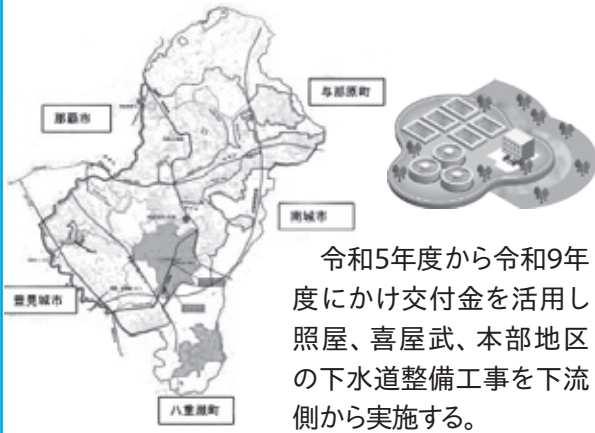 与那原町
那覇市
南城市
豊見城市
八重瀬町
令和5年度から令和9年
度にかけ交付金を活用し
照屋、喜屋武、本部地区
の下水道整備工事を下流
側から実施する。